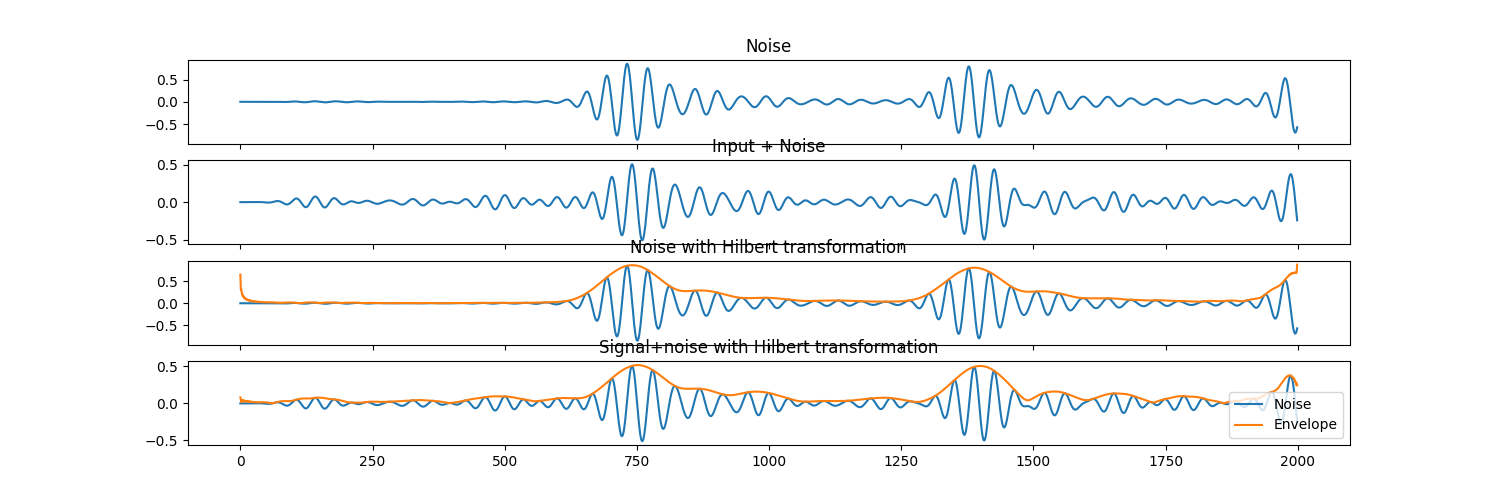 Noise
0.5
0.0
−0.5
Input + Noise
0.5
0.0
−0.5
Noise with Hilbert transformation
0.5
0.0
−0.5
Signal+noise with Hilbert transformation
0.5
0.0
−0.5
Noise
Envelope
0 250 500 750 1000 1250 1500 1750 2000